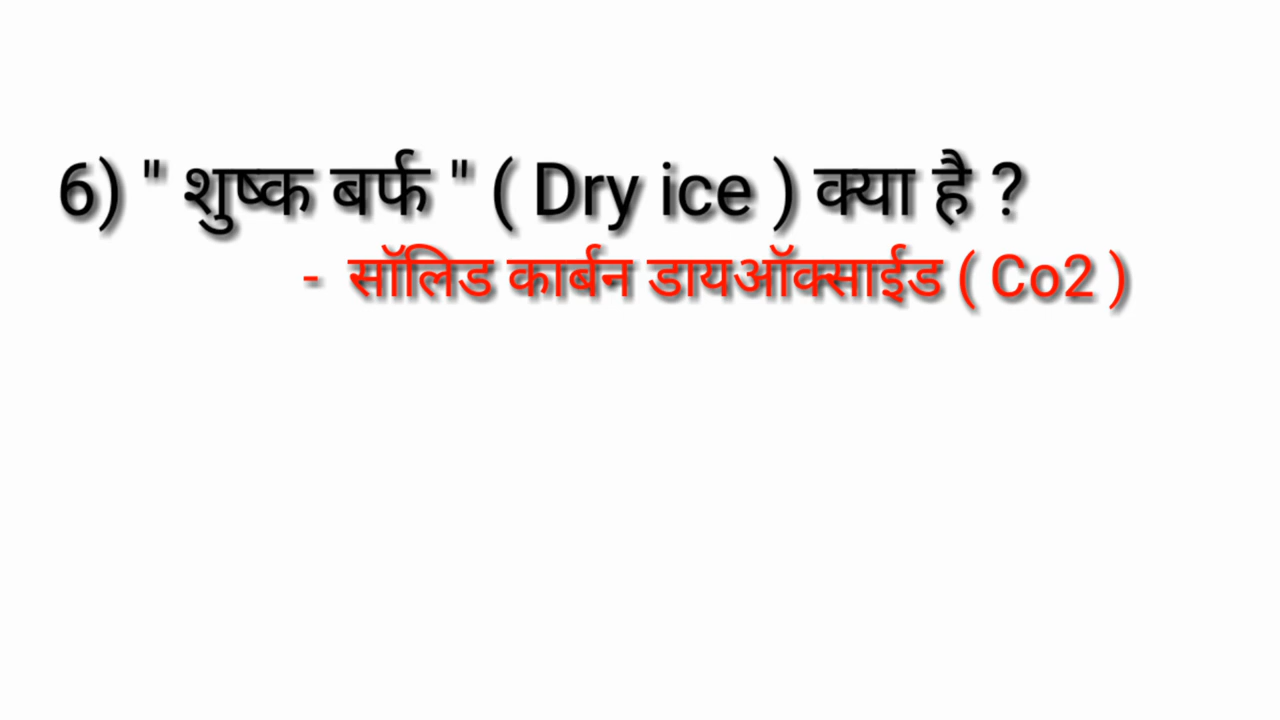 6) " शुष्क बर्फ " ( Dry ice ) क्या है ?
- सॉलिड कार्बन डायऑक्साईड ( Co2 )